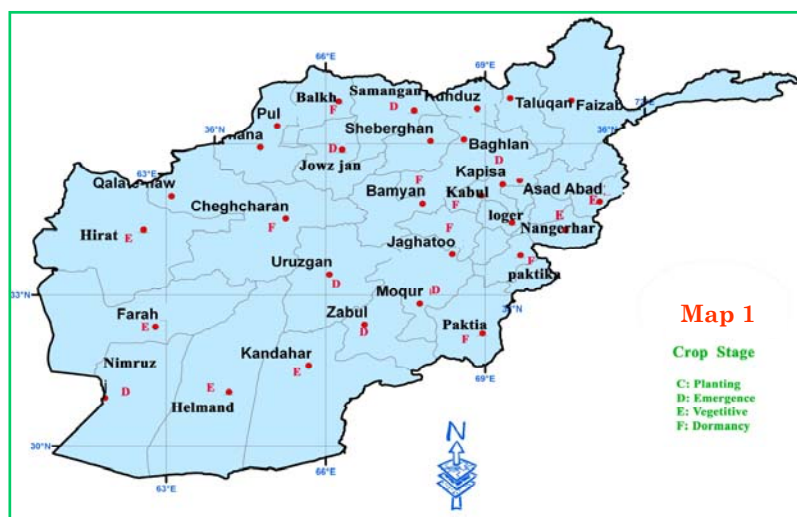 66°E
69°E
72°E
Balkh
F
Samangan
D
Kunduz
Taluqan
Faizab
Pul
36°N
mana
Sheberghan
36°N
Baghlan
D
D
Jowz jan
63°E
Qala
naw
F
Kapisa
Bamyan
Kabul
F
Asad Abad
E
Cheghcharan
F
F
loger
E
Nangerhar
Hirat
E
Jaghatoo
Uruzgan
D
F
paktika
33°N
Moqur
D
Farah
E
Zabul
D
Paktia
F
Map 1
Nimruz
D
Kandahar
E
69°E
Crop Stage
E
Helmand
C: Planting
D: Emergence
E: Vegetitive
F: Dormancy
30°N
N
63°E
66°E